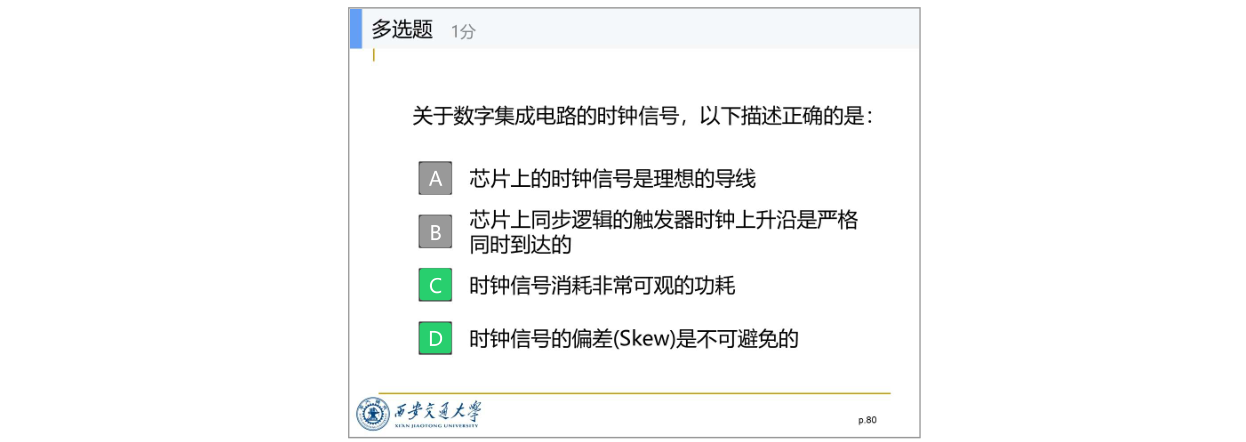 多选题 1分
关于数字集成电路的时钟信号，以下描述正确的是：
A 芯片上的时钟信号是理想的导线
B 芯片上同步逻辑的触发器时钟上升沿是严格
同时到达的
C 时钟信号消耗非常可观的功耗
D 时钟信号的偏差(Skew)是不可避免的
西安交通大学
XI'AN JIAOTONG UNIVERSITY
p.80